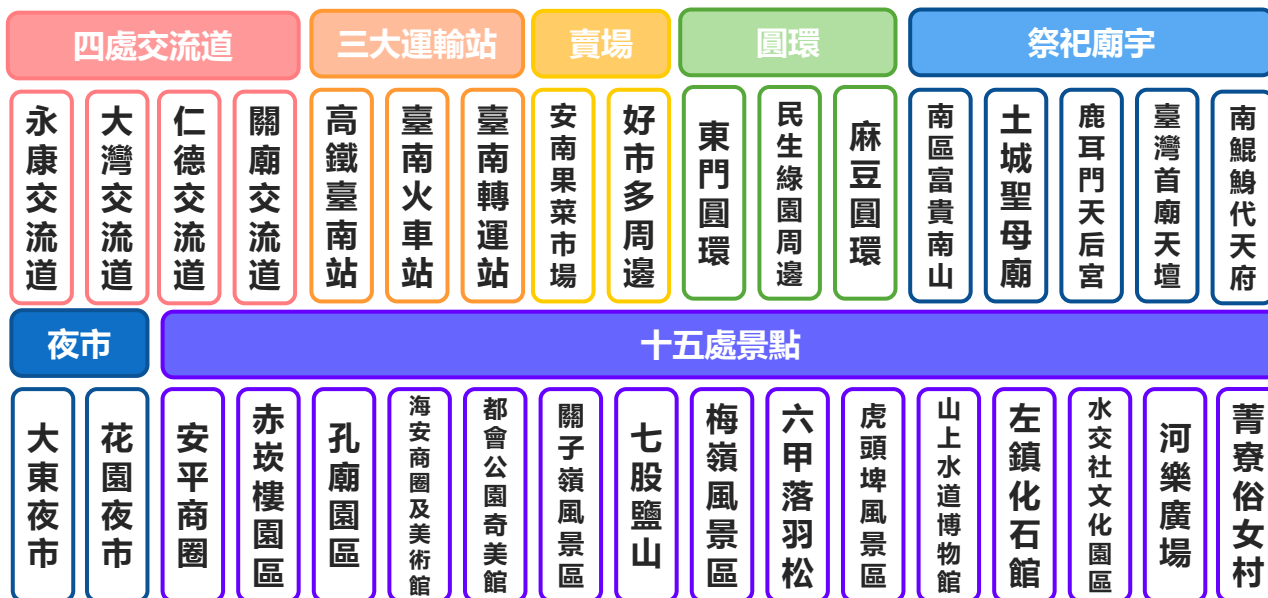 四處交流道
三大運輸站
賣場
圓環
祭祀廟宇
永康交流道
大灣交流道
仁德交流道
關廟交流道
高鐵臺南站
臺南火車站
臺南轉運站
安南果菜市場
好市多周邊
東門圓環
民生綠園周邊
麻豆圓環
南區富貴南山
土城聖母廟
鹿耳門天后宮
臺灣首廟天壇
南鯤鯓代天府
夜市
十五處景點
大東夜市
花園夜市
安平商圈
赤崁樓園區
孔廟園區
海安商圈及美術館
都會公園奇美館
關子嶺風景區
七股鹽山
梅嶺風景區
六甲落羽松
虎頭埤風景區
山上水道博物館
左鎮化石館
水交社文化園區
河樂廣場
菁寮俗女村